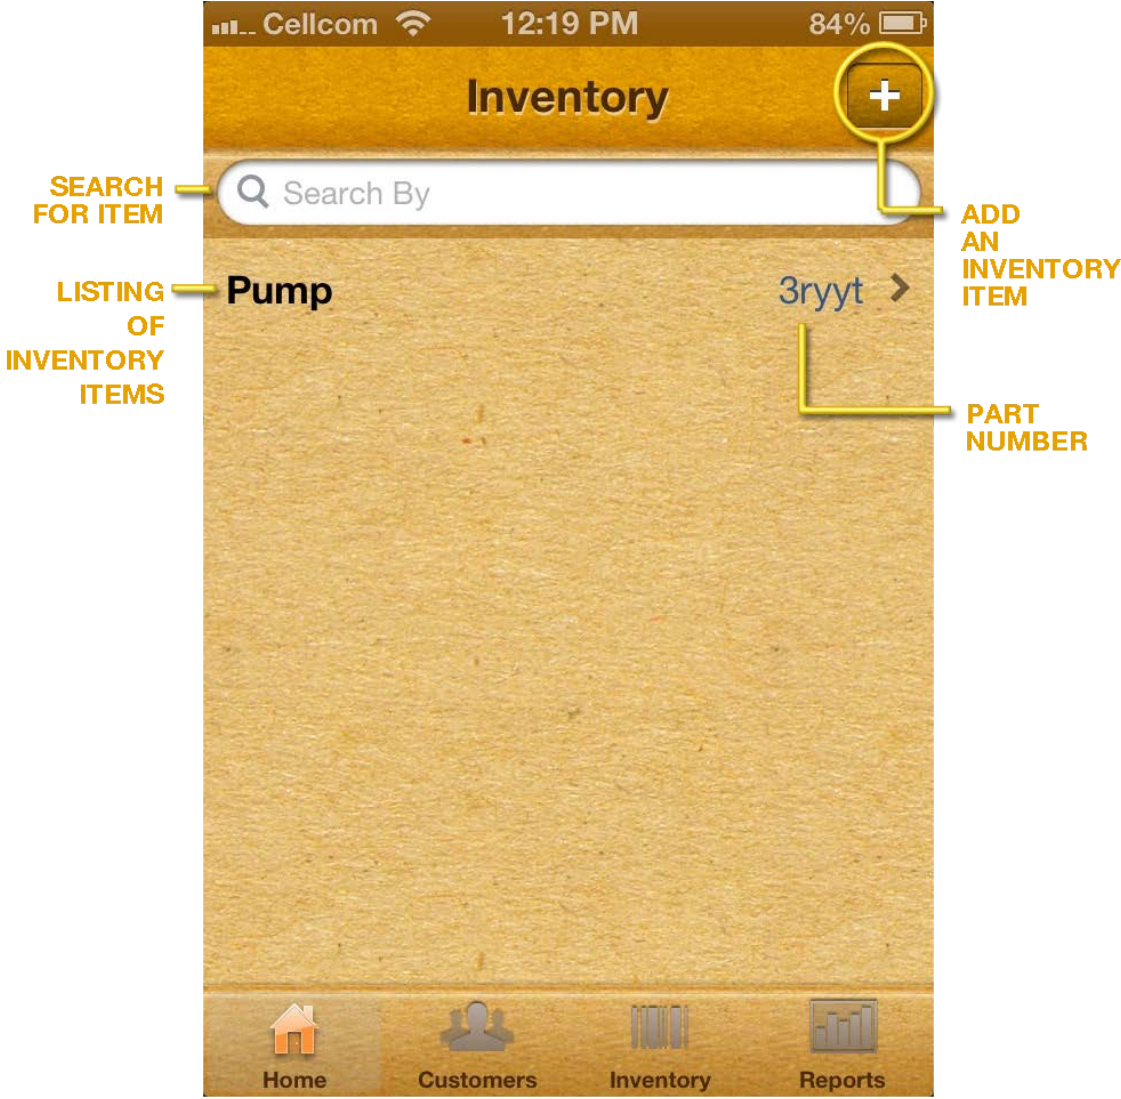 Cellcom 12:19 PM 84%
Inventory
+
SEARCH
FOR ITEM
Search By
ADD
AN
INVENTORY
ITEM
LISTING
OF
INVENTORY
ITEMS
Pump 3ryyt
PART
NUMBER
Home Customers Inventory Reports